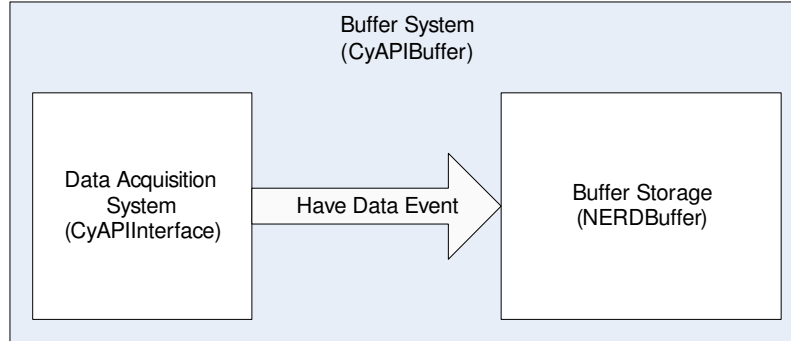 Buffer System
(CyAPIBuffer)
Data Acquisition
System
(CyAPIInterface)
Have Data Event
Buffer Storage
(NERDBuffer)